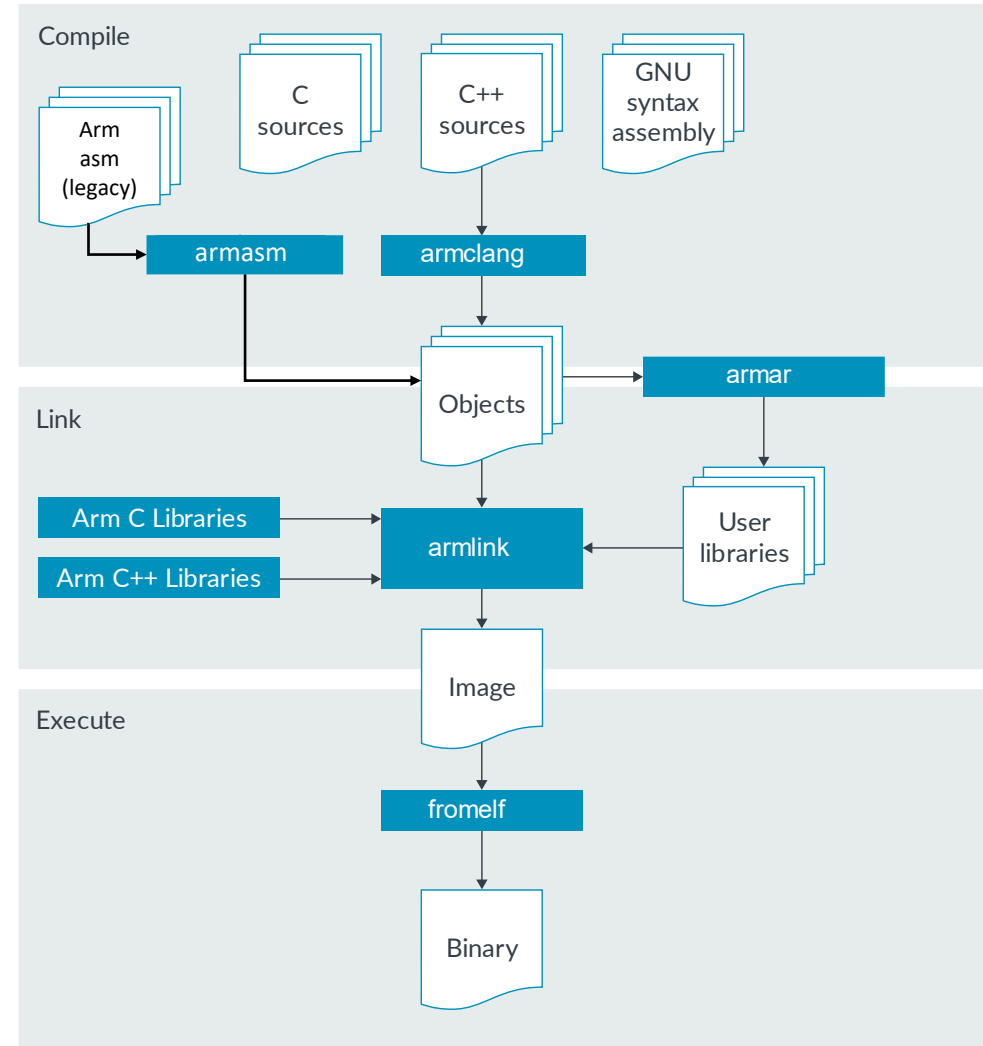 Compile
C
sources
C++
sources
GNU
syntax
assembly
Arm
asm
(legacy)
armasm
armclang
Objects
armar
Link
Arm C Libraries
Arm C++ Libraries
armlink
User
libraries
Image
Execute
fromelf
Binary